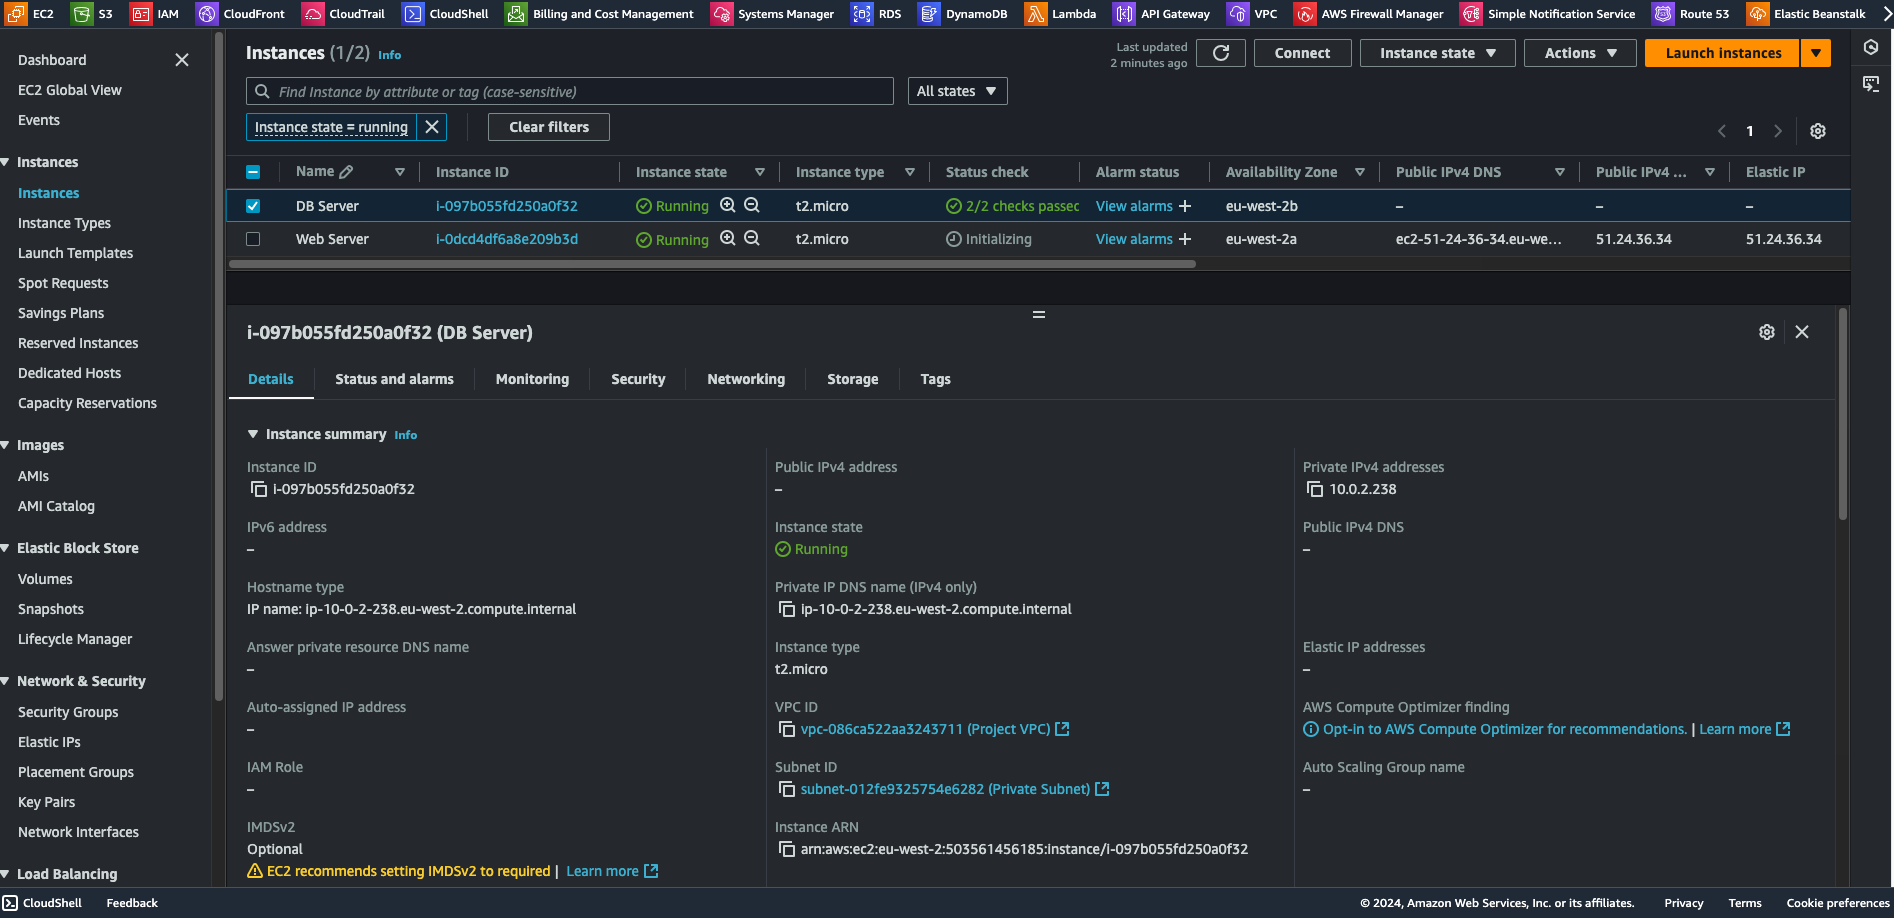 EC2 S3 IAM CloudFront CloudTrail CloudShell Billing and Cost Management Systems Manager RDS DynamoDB Lambda API Gateway VPC AWS Firewall Manager Simple Notification Service Route 53 Elastic Beanstalk
Dashboard
EC2 Global View
Events
Instances
Instances
Instance Types
Launch Templates
Spot Requests
Savings Plans
Reserved Instances
Dedicated Hosts
Capacity Reservations
Images
AMIs
AMI Catalog
Elastic Block Store
Volumes
Snapshots
Lifecycle Manager
Network & Security
Security Groups
Elastic IPs
Placement Groups
Key Pairs
Network Interfaces
Load Balancing
Instances (1/2) Info
Last updated
2 minutes ago
Connect Instance state Actions Launch instances
Find Instance by attribute or tag (case-sensitive) All states
Instance state = running Clear filters
1
Name Instance ID Instance state Instance type Status check Alarm status Availability Zone Public IPv4 DNS Public IPv4 ... Elastic IP
DB Server i-097b055fd250a0f32 Running t2.micro 2/2 checks passec View alarms + eu-west-2b – – –
Web Server i-0dcd4df6a8e209b3d Running t2.micro Initializing View alarms + eu-west-2a ec2-51-24-36-34.eu-we... 51.24.36.34 51.24.36.34
i-097b055fd250a0f32 (DB Server)
Details Status and alarms Monitoring Security Networking Storage Tags
Instance summary Info
Instance ID
i-097b055fd250a0f32
Public IPv4 address
–
Private IPv4 addresses
10.0.2.238
IPv6 address
–
Instance state
Running
Public IPv4 DNS
–
Hostname type
IP name: ip-10-0-2-238.eu-west-2.compute.internal
Private IP DNS name (IPv4 only)
ip-10-0-2-238.eu-west-2.compute.internal
Answer private resource DNS name
–
Instance type
t2.micro
Elastic IP addresses
–
Auto-assigned IP address
–
VPC ID
vpc-086ca522aa3243711 (Project VPC)
AWS Compute Optimizer finding
Opt-in to AWS Compute Optimizer for recommendations. | Learn more
IAM Role
–
Subnet ID
subnet-012fe9325754e6282 (Private Subnet)
Auto Scaling Group name
–
IMDSv2
Optional
EC2 recommends setting IMDSv2 to required | Learn more
Instance ARN
arn:aws:ec2:eu-west-2:503561456185:instance/i-097b055fd250a0f32
CloudShell Feedback © 2024, Amazon Web Services, Inc. or its affiliates. Privacy Terms Cookie preferences